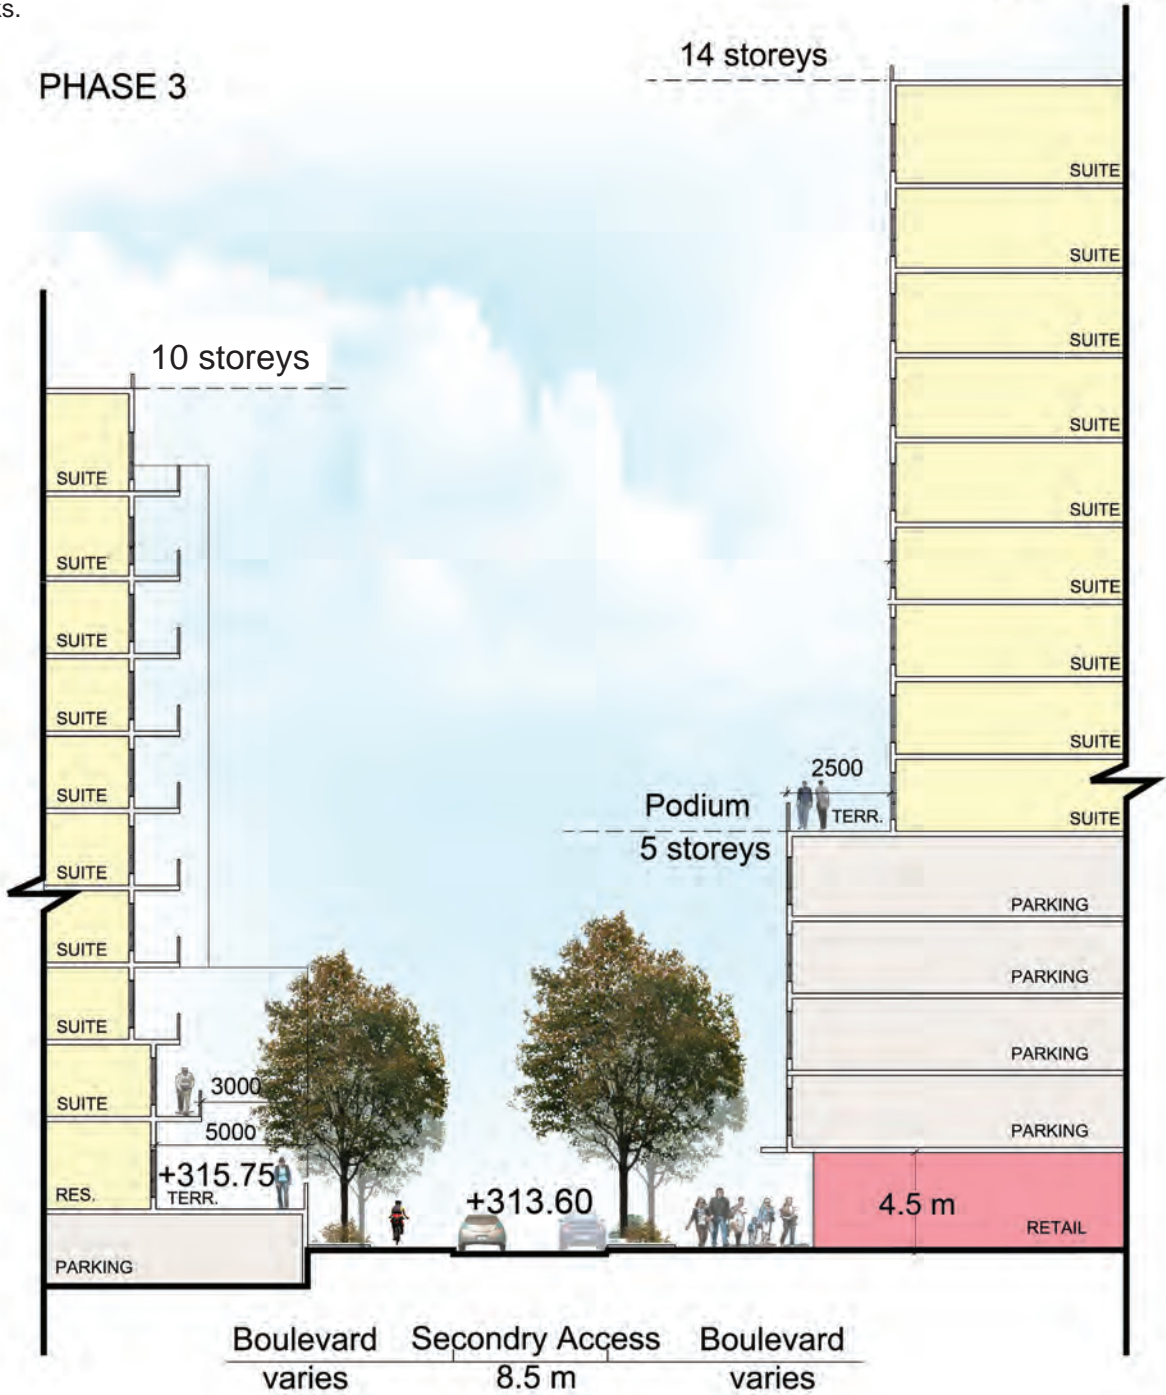 ks.
PHASE 3
14 storeys
SUITE
SUITE
SUITE
SUITE
SUITE
SUITE
SUITE
SUITE
SUITE
2500
TERR.
Podium
5 storeys
PARKING
PARKING
PARKING
PARKING
4.5 m
RETAIL
10 storeys
SUITE
SUITE
SUITE
SUITE
SUITE
SUITE
SUITE
SUITE
SUITE
3000
5000
+315.75
RES.
TERR.
PARKING
+313.60
Boulevard Secondry Access Boulevard
varies 8.5 m varies